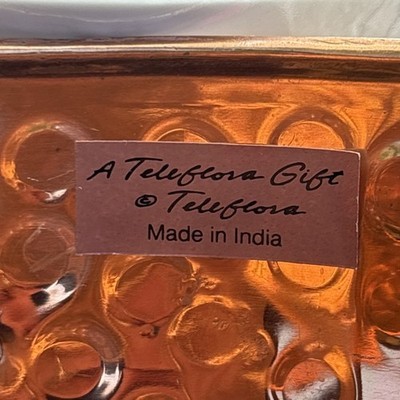 A Teleflora Gift
© Teleflora
Made in India